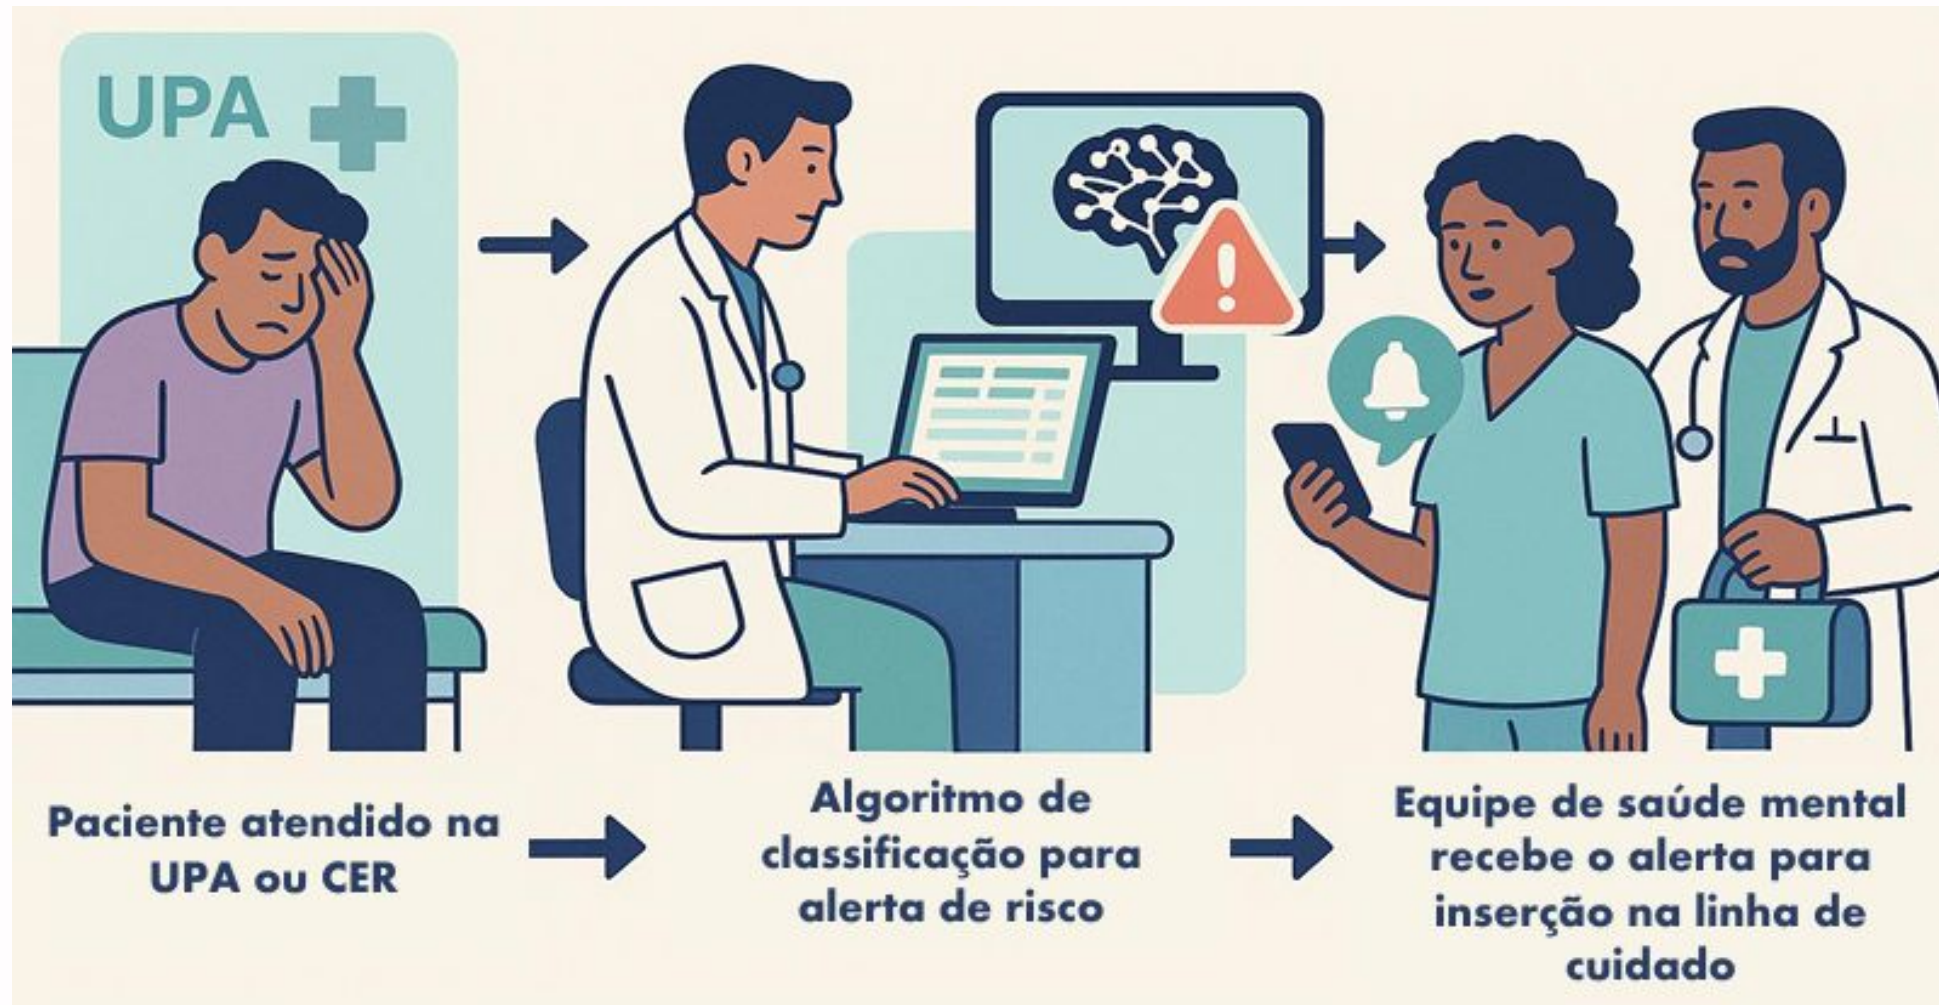 UPA
Paciente atendido na
UPA ou CER
Algoritmo de
classificação para
alerta de risco
Equipe de saúde mental
recebe o alerta para
inserção na linha de
cuidado